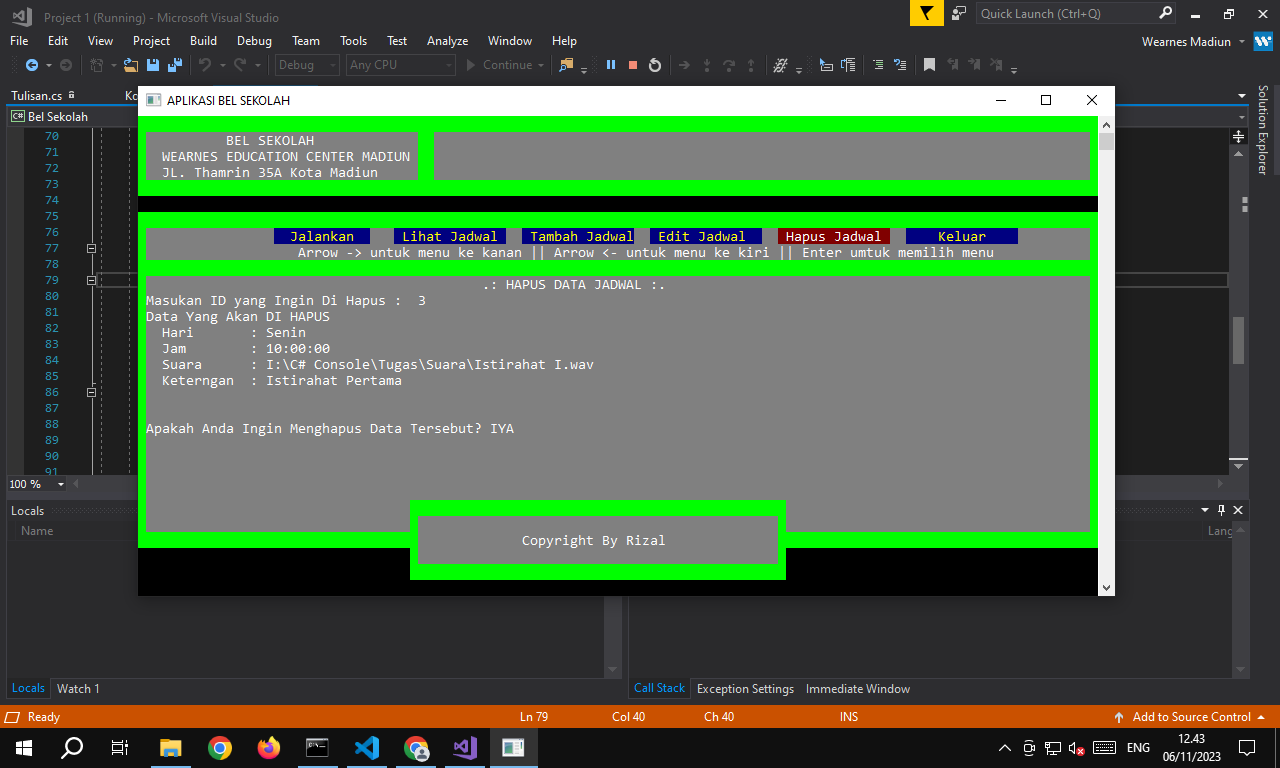 Project 1 (Running) - Microsoft Visual Studio
Quick Launch (Ctrl+Q)
File Edit View Project Build Debug Team Tools Test Analyze Window Help
Wearnes Madiun
Debug Any CPU Continue
Tulisan.cs
Bel Sekolah
APLIKASI BEL SEKOLAH
BEL SEKOLAH
WEARNES EDUCATION CENTER MADIUN
JL. Thamrin 35A Kota Madiun
Jalankan Lihat Jadwal Tambah Jadwal Edit Jadwal Hapus Jadwal Keluar
Arrow -> untuk menu ke kanan || Arrow <- untuk menu ke kiri || Enter umtuk memilih menu
.: HAPUS DATA JADWAL :.
Masukan ID yang Ingin Di Hapus : 3
Data Yang Akan DI HAPUS
Hari : Senin
Jam : 10:00:00
Suara : I:\C# Console\Tugas\Suara\Istirahat I.wav
Keterngan : Istirahat Pertama
Apakah Anda Ingin Menghapus Data Tersebut? IYA
Copyright By Rizal
70
71
72
73
74
75
76
77
78
79
80
81
82
83
84
85
86
87
88
89
90
91
100 %
Solution Explorer
Locals
Name
Lang
Locals Watch 1
Call Stack Exception Settings Immediate Window
Ready Ln 79 Col 40 Ch 40 INS Add to Source Control
ENG
12.43
06/11/2023